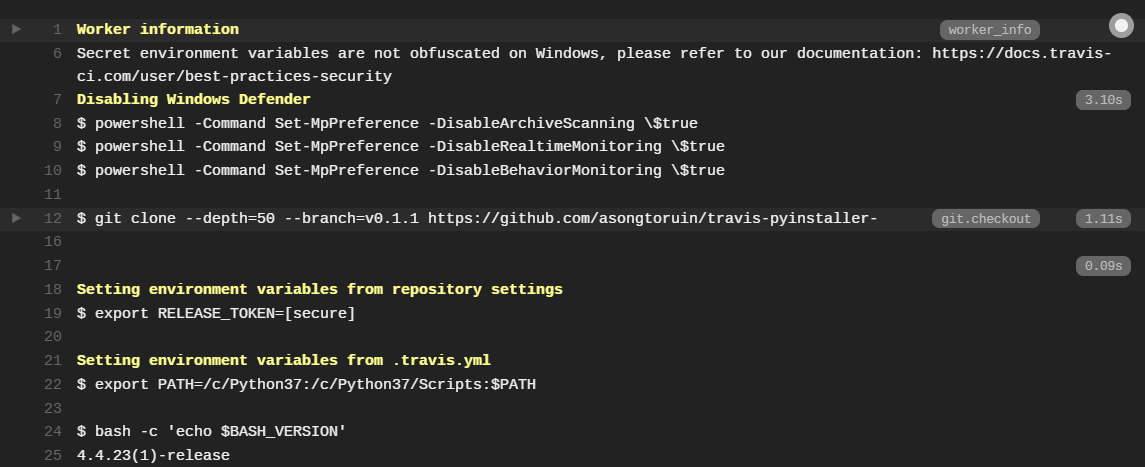 1 Worker information worker_info
6 Secret environment variables are not obfuscated on Windows, please refer to our documentation: https://docs.travis-
ci.com/user/best-practices-security
7 Disabling Windows Defender 3.10s
8 $ powershell -Command Set-MpPreference -DisableArchiveScanning \$true
9 $ powershell -Command Set-MpPreference -DisableRealtimeMonitoring \$true
10 $ powershell -Command Set-MpPreference -DisableBehaviorMonitoring \$true
11
12 $ git clone --depth=50 --branch=v0.1.1 https://github.com/asongtoruin/travis-pyinstaller- git.checkout 1.11s
16
17 0.09s
18 Setting environment variables from repository settings
19 $ export RELEASE_TOKEN=[secure]
20
21 Setting environment variables from .travis.yml
22 $ export PATH=/c/Python37:/c/Python37/Scripts:$PATH
23
24 $ bash -c 'echo $BASH_VERSION'
25 4.4.23(1)-release